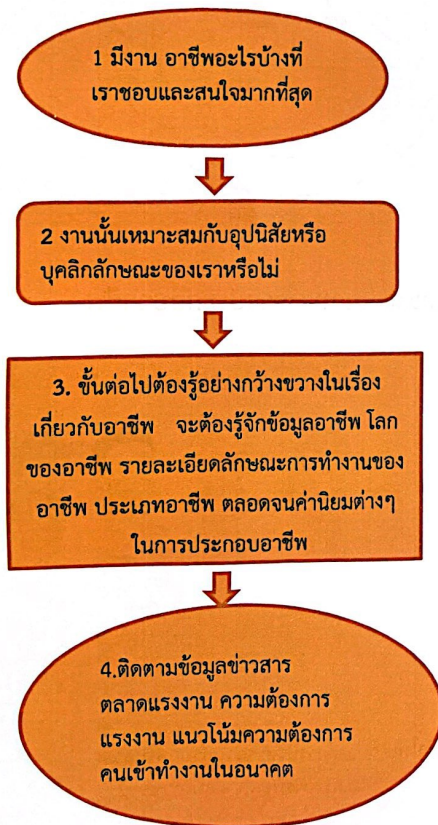 1 มีงาน อาชีพอะไรบ้างที่
เราชอบและสนใจมากที่สุด
2 งานนั้นเหมาะสมกับอุปนิสัยหรือ
บุคลิกลักษณะของเราหรือไม่
3. ขั้นต่อไปต้องรู้อย่างกว้างขวางในเรื่อง
เกี่ยวกับอาชีพ จะต้องรู้จักข้อมูลอาชีพ โลก
ของอาชีพ รายละเอียดลักษณะการทำงานของ
อาชีพ ประเภทอาชีพ ตลอดจนค่านิยมต่างๆ
ในการประกอบอาชีพ
4.ติดตามข้อมูลข่าวสาร
ตลาดแรงงาน ความต้องการ
แรงงาน แนวโน้มความต้องการ
คนเข้าทำงานในอนาคต